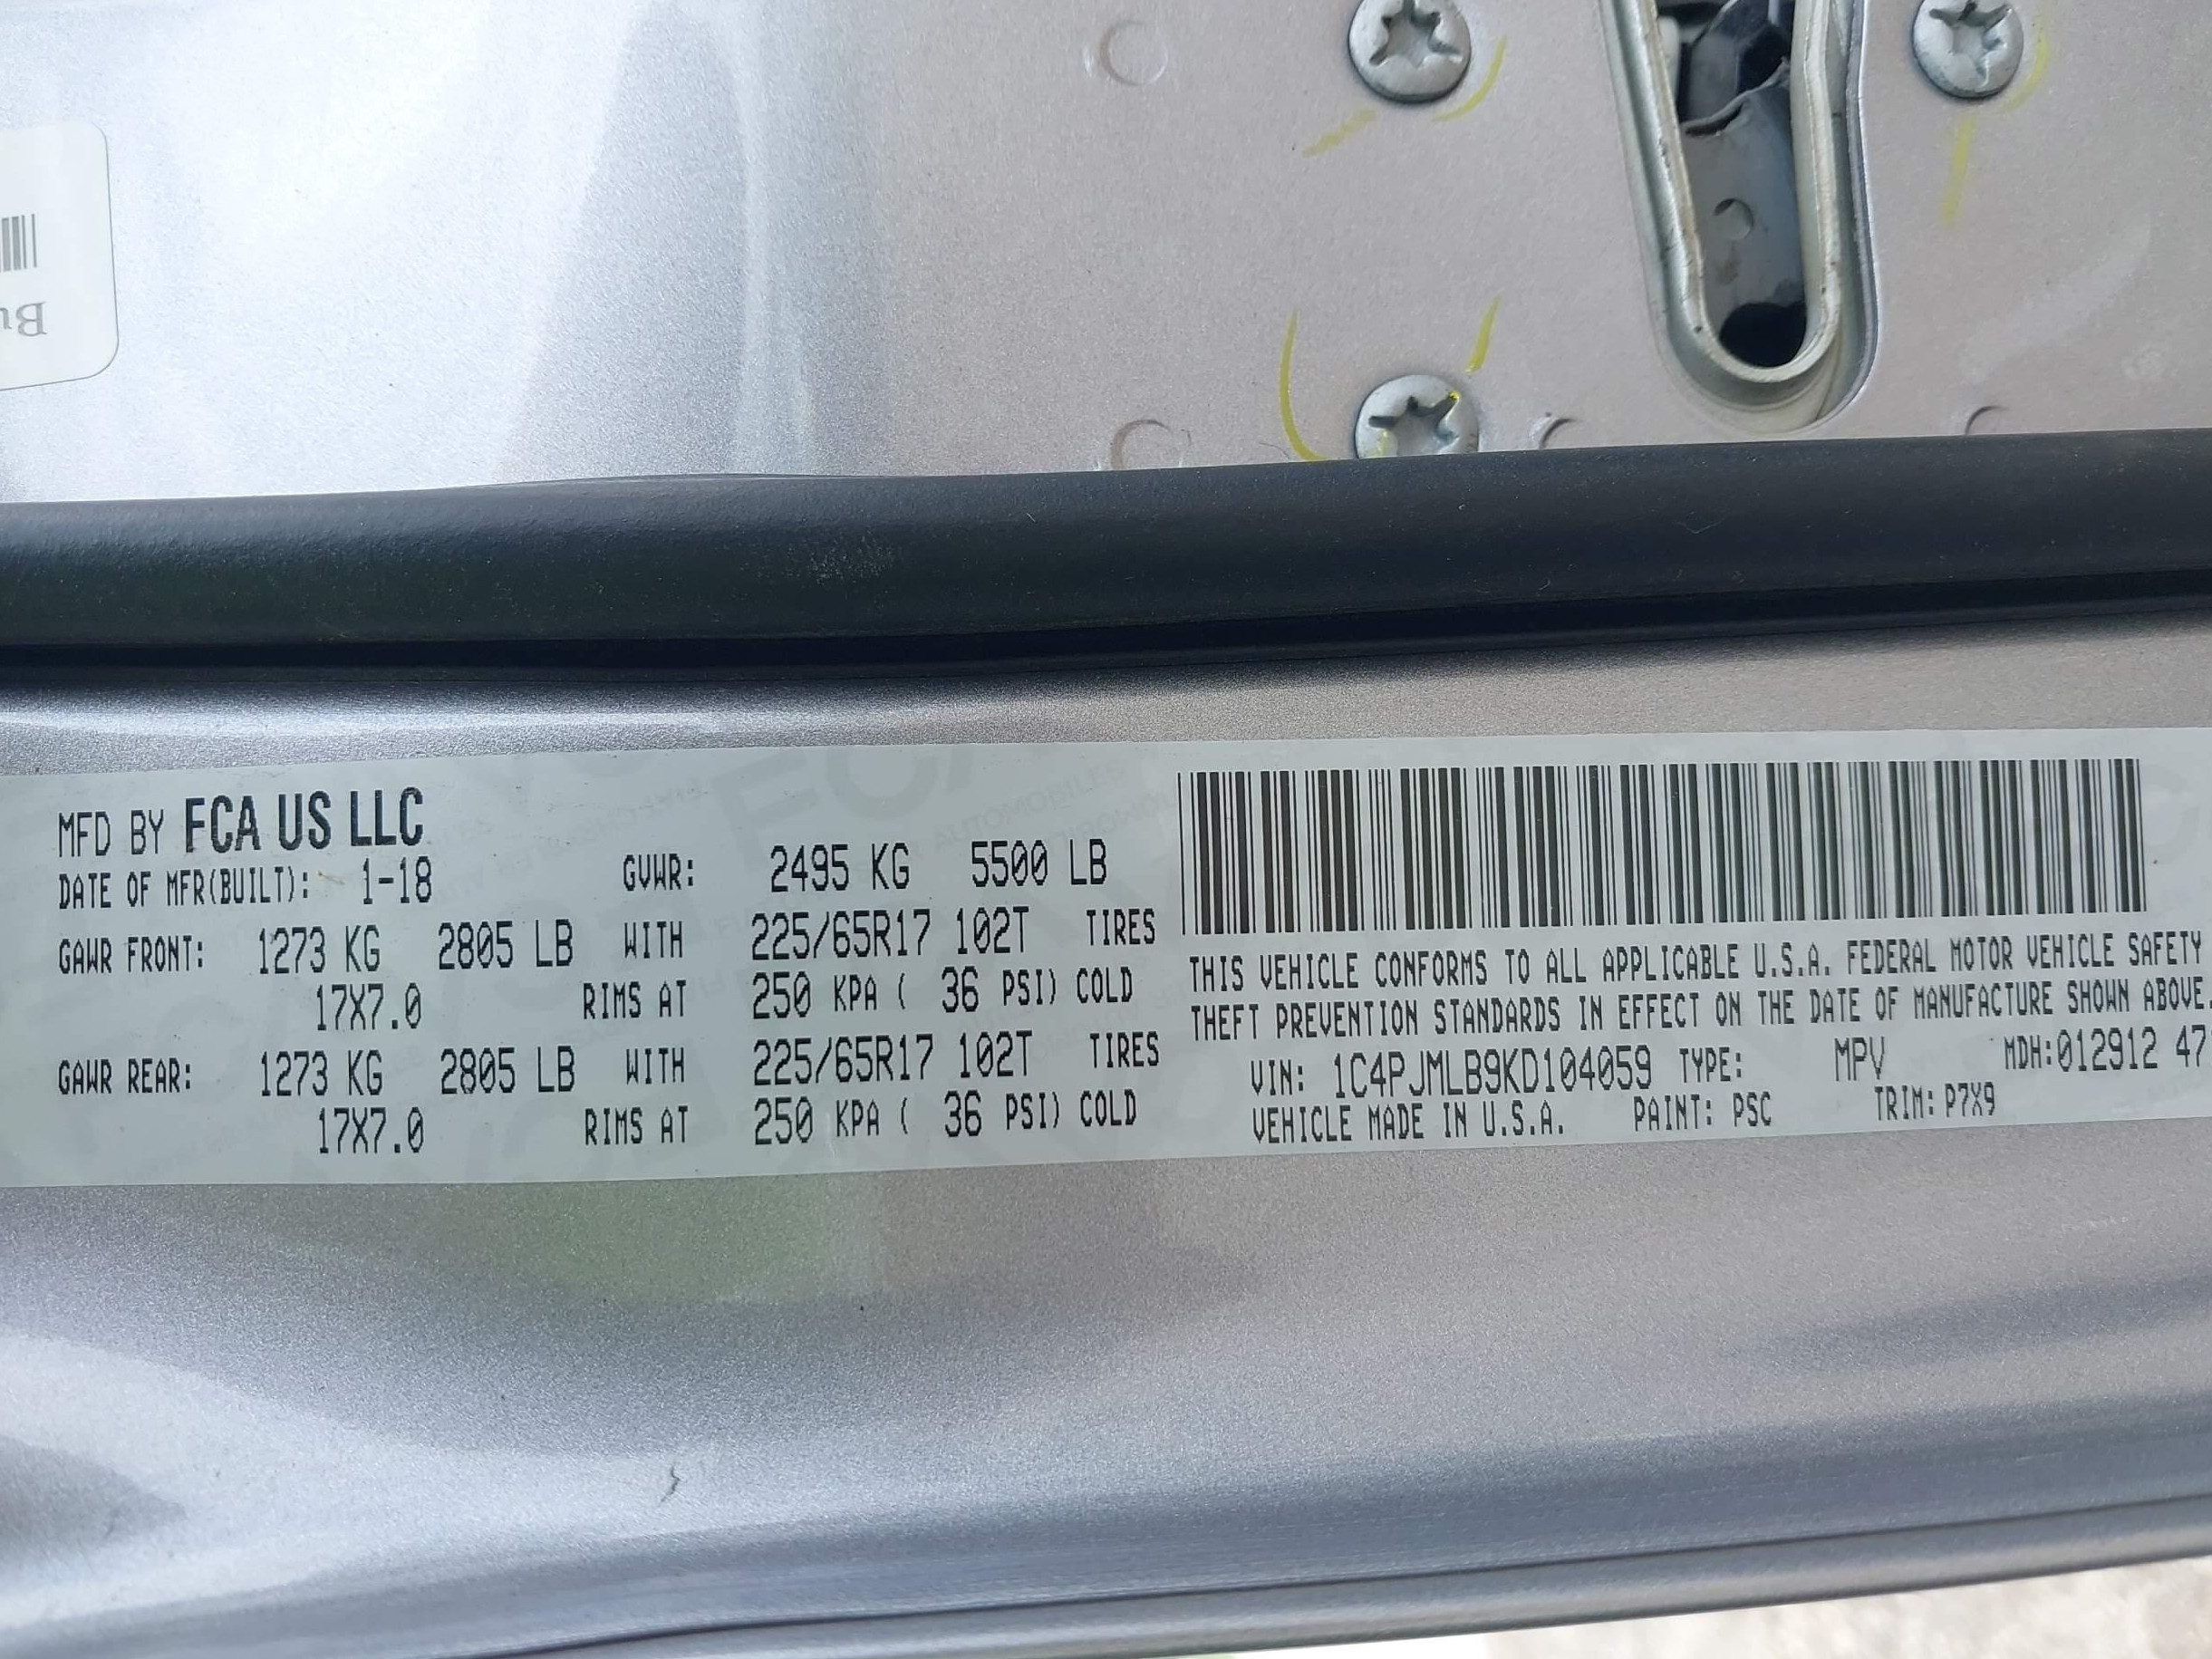 Bu
MFD BY FCA US LLC
DATE OF MFR(BUILT): 1-18 GVWR: 2495 KG 5500 LB
GAWR FRONT: 1273 KG 2805 LB WITH 225/65R17 102T TIRES
17X7.0 RIMS AT 250 KPA ( 36 PSI) COLD
GAWR REAR: 1273 KG 2805 LB WITH 225/65R17 102T TIRES
17X7.0 RIMS AT 250 KPA ( 36 PSI) COLD
THIS VEHICLE CONFORMS TO ALL APPLICABLE U.S.A. FEDERAL MOTOR VEHICLE SAFETY
THEFT PREVENTION STANDARDS IN EFFECT ON THE DATE OF MANUFACTURE SHOWN ABOVE.
VIN: 1C4PJMLB9KD104059 TYPE: MPV MDH:012912 47
VEHICLE MADE IN U.S.A. PAINT: PSC TRIM: P7X9